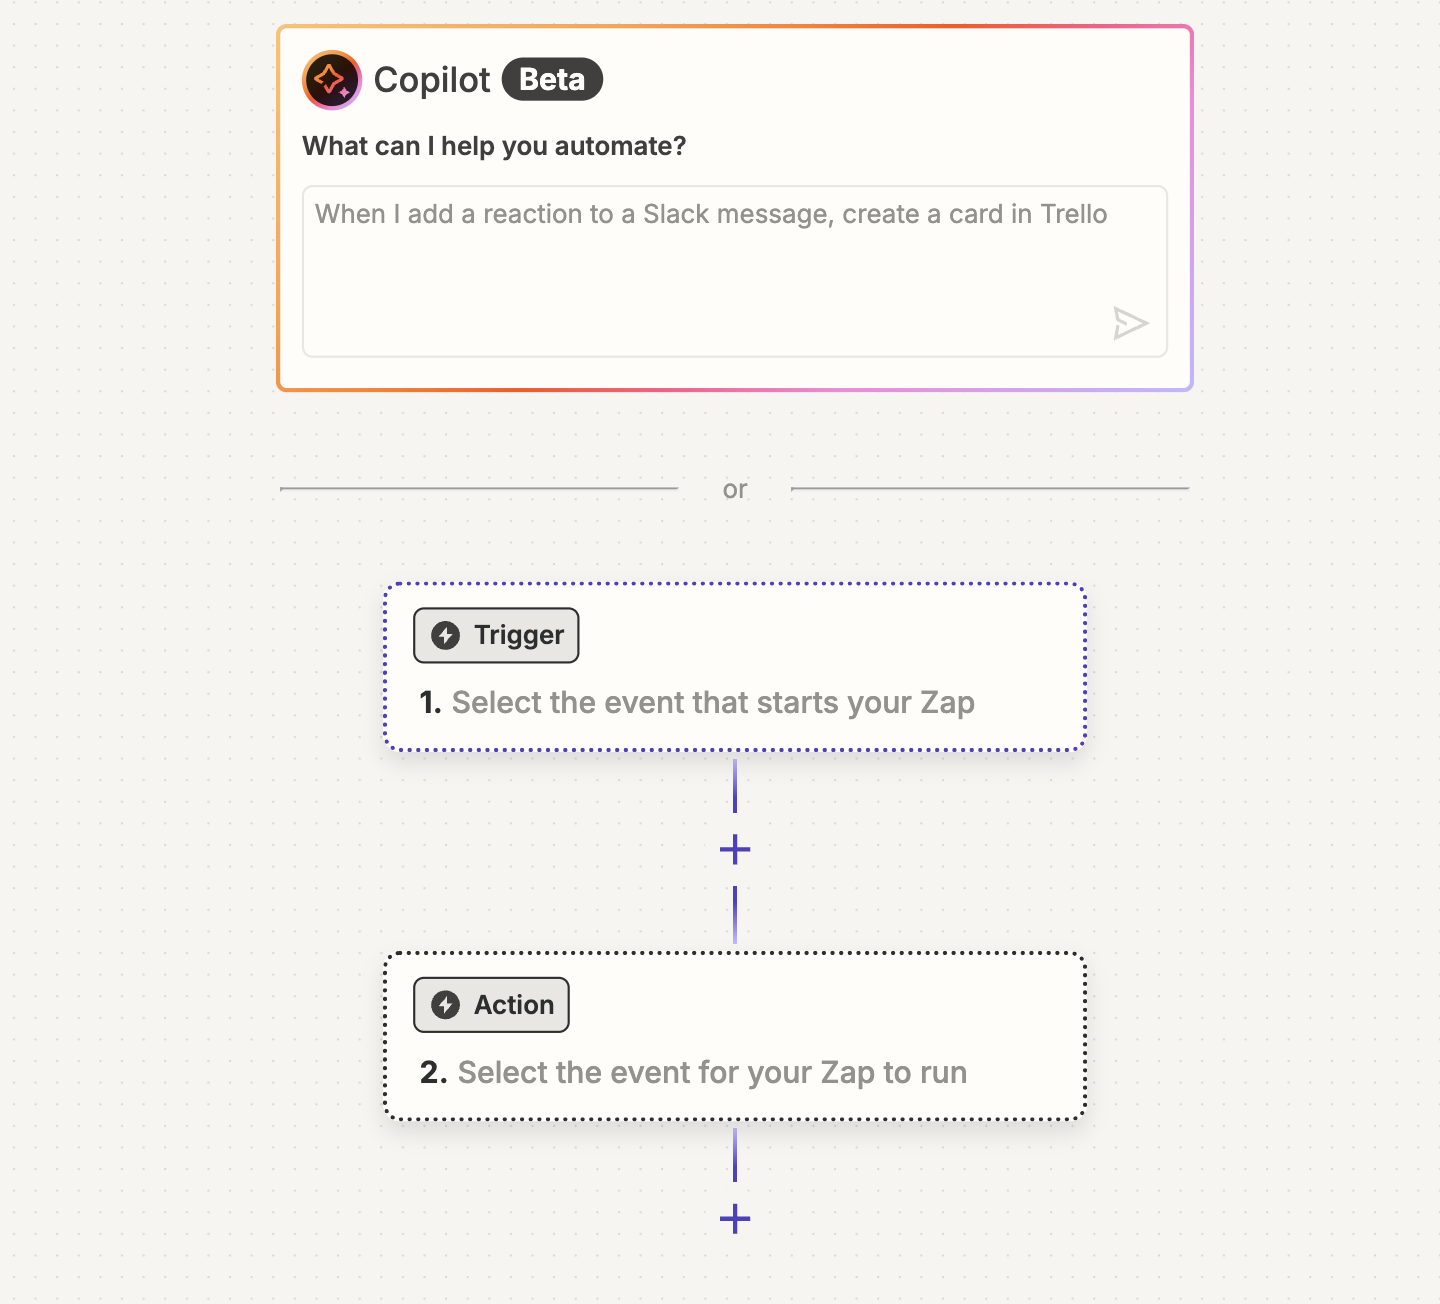 Copilot Beta
What can I help you automate?
When I add a reaction to a Slack message, create a card in Trello
or
Trigger
1. Select the event that starts your Zap
Action
2. Select the event for your Zap to run